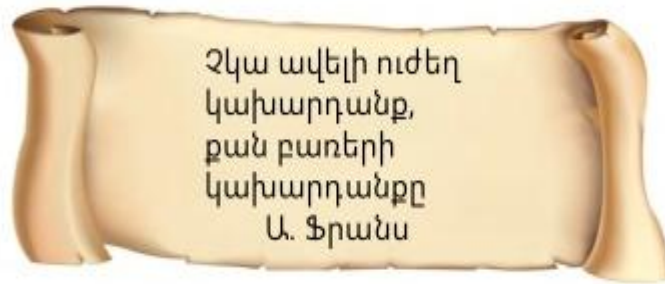 Չկա ավելի ուժեղ
կախարդանք,
քան բառերի
կախարդանքը
Ա. Ֆրանս